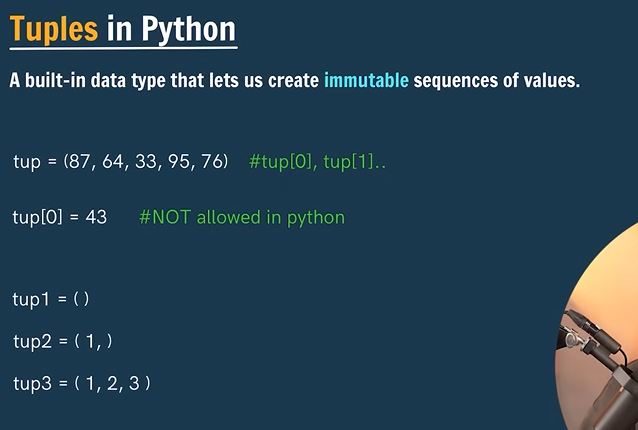 Tuples in Python
A built-in data type that lets us create immutable sequences of values.
tup = (87, 64, 33, 95, 76) #tup[0], tup[1]..
tup[0] = 43 #NOT allowed in python
tup1 = ( )
tup2 = ( 1, )
tup3 = ( 1, 2, 3 )